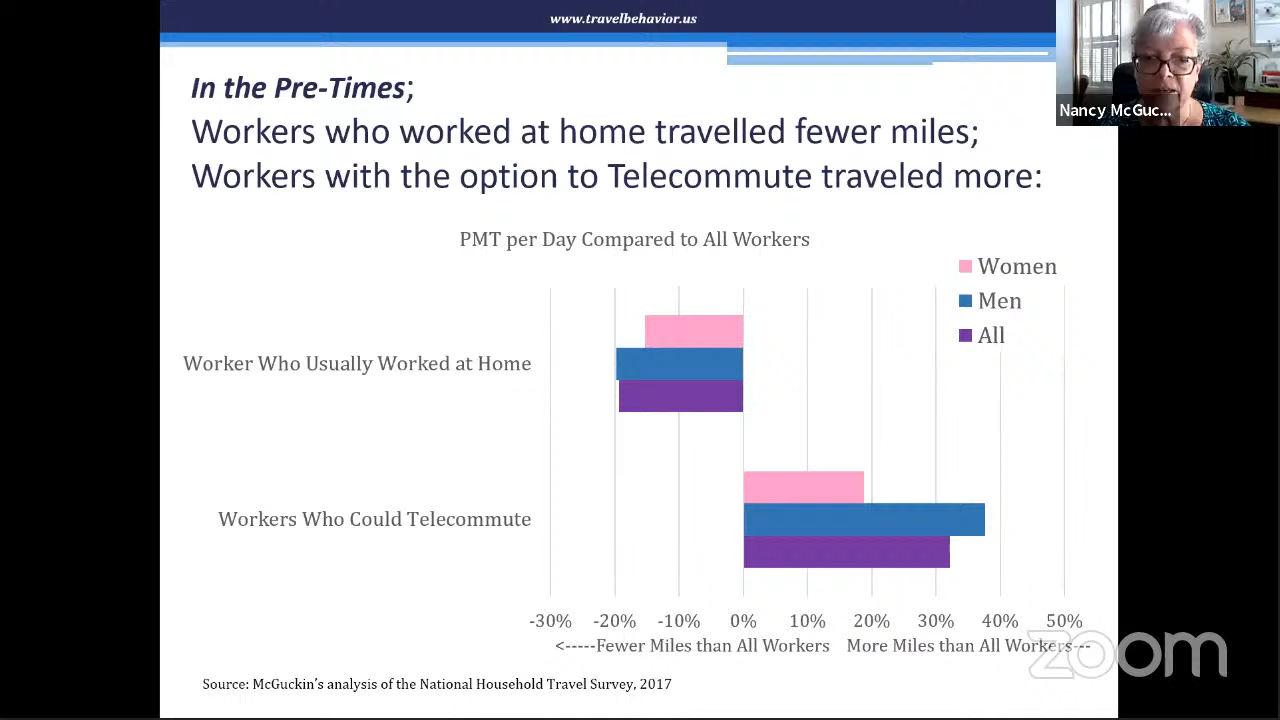 www.travelbehavior.us
In the Pre-Times;
Workers who worked at home travelled fewer miles;
Workers with the option to Telecommute traveled more:
Nancy McGuc...
PMT per Day Compared to All Workers
Women
Men
All
Worker Who Usually Worked at Home
Workers Who Could Telecommute
-30% -20% -10% 0% 10% 20% 30% 40% 50%
<-----Fewer Miles than All Workers More Miles than All Workers---
zoom
Source: McGuckin's analysis of the National Household Travel Survey, 2017